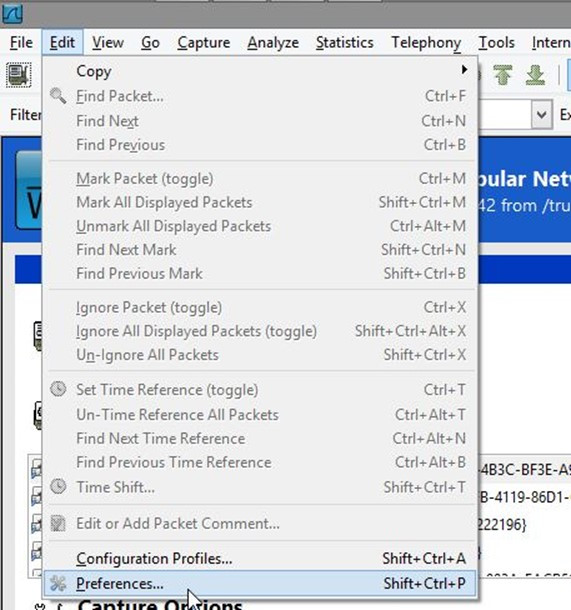 File Edit View Go Capture Analyze Statistics Telephony Tools Intern
Copy
Find Packet... Ctrl+F
Filter
Find Next Ctrl+N
Find Previous Ctrl+B
Mark Packet (toggle) Ctrl+M
pular Net
Mark All Displayed Packets Shift+Ctrl+M
42 from /tru
Unmark All Displayed Packets Ctrl+Alt+M
Find Next Mark Shift+Ctrl+N
Find Previous Mark Shift+Ctrl+B
Ignore Packet (toggle) Ctrl+X
Ignore All Displayed Packets (toggle) Shift+Ctrl+Alt+X
Un-Ignore All Packets Shift+Ctrl+X
Set Time Reference (toggle) Ctrl+T
Un-Time Reference All Packets Ctrl+Alt+T
Find Next Time Reference Ctrl+Alt+N
Find Previous Time Reference Ctrl+Alt+B
-4B3C-BF3E-A
Time Shift... Shift+Ctrl+T
B-4119-86D1-
Edit or Add Packet Comment...
222196}
Configuration Profiles... Shift+Ctrl+A
Preferences... Shift+Ctrl+P
Capture Options